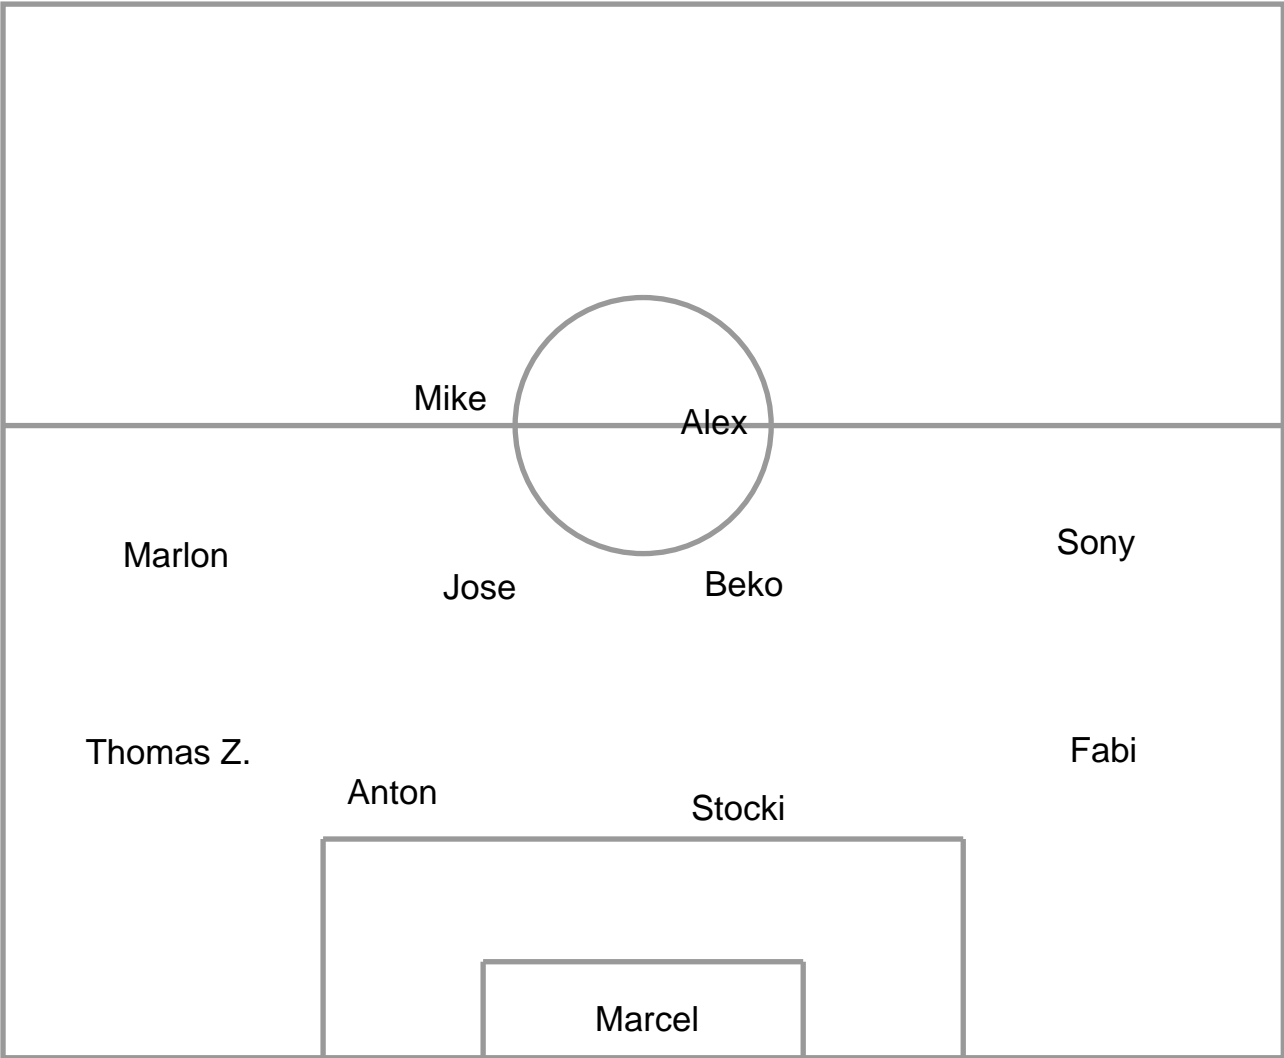 Mike
Alex
Marlon
Sony
Jose
Beko
Thomas Z.
Fabi
Anton
Stocki
Marcel